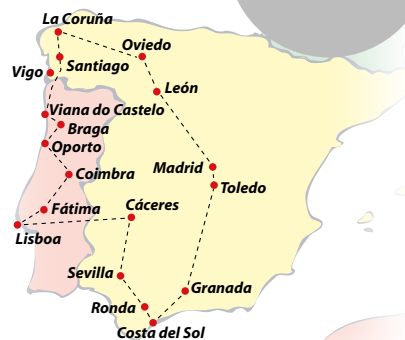 La Coruña
Oviedo
Santiago
Vigo
León
Viana do Castelo
Braga
Oporto
Madrid
Coimbra
Toledo
Cáceres
Fátima
Lisboa
Sevilla
Granada
Ronda
Costa del Sol